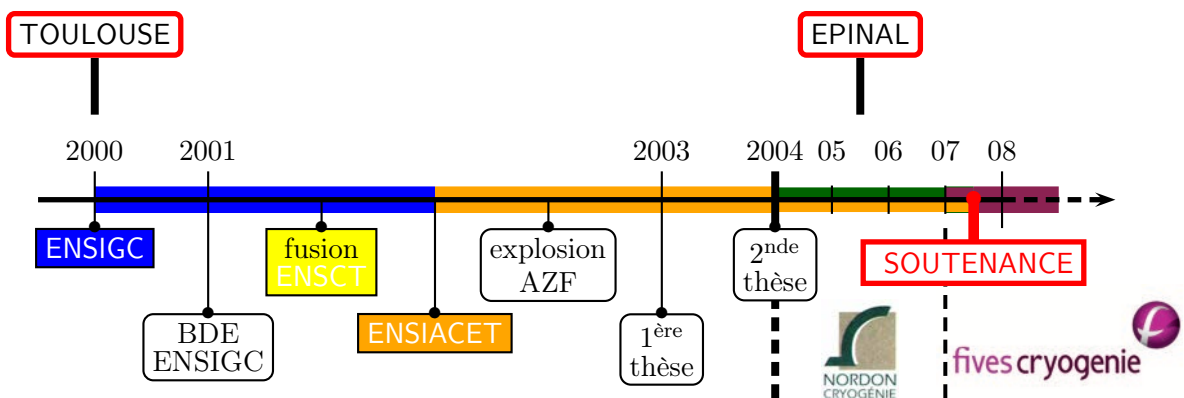 TOULOUSE
EPINAL
2000
2001
2003
2004
05
06
07
08
ENSIGC
fusion
ENSCT
explosion
AZF
2nde
thèse
SOUTENANCE
BDE
ENSIGC
ENSIACET
1ère
thèse
NORDON
CRYOGÉNIE
fives cryogenie